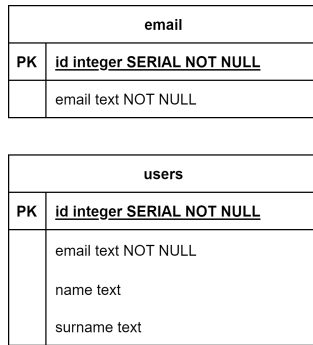 email
PK id integer SERIAL NOT NULL
email text NOT NULL
users
PK id integer SERIAL NOT NULL
email text NOT NULL
name text
surname text